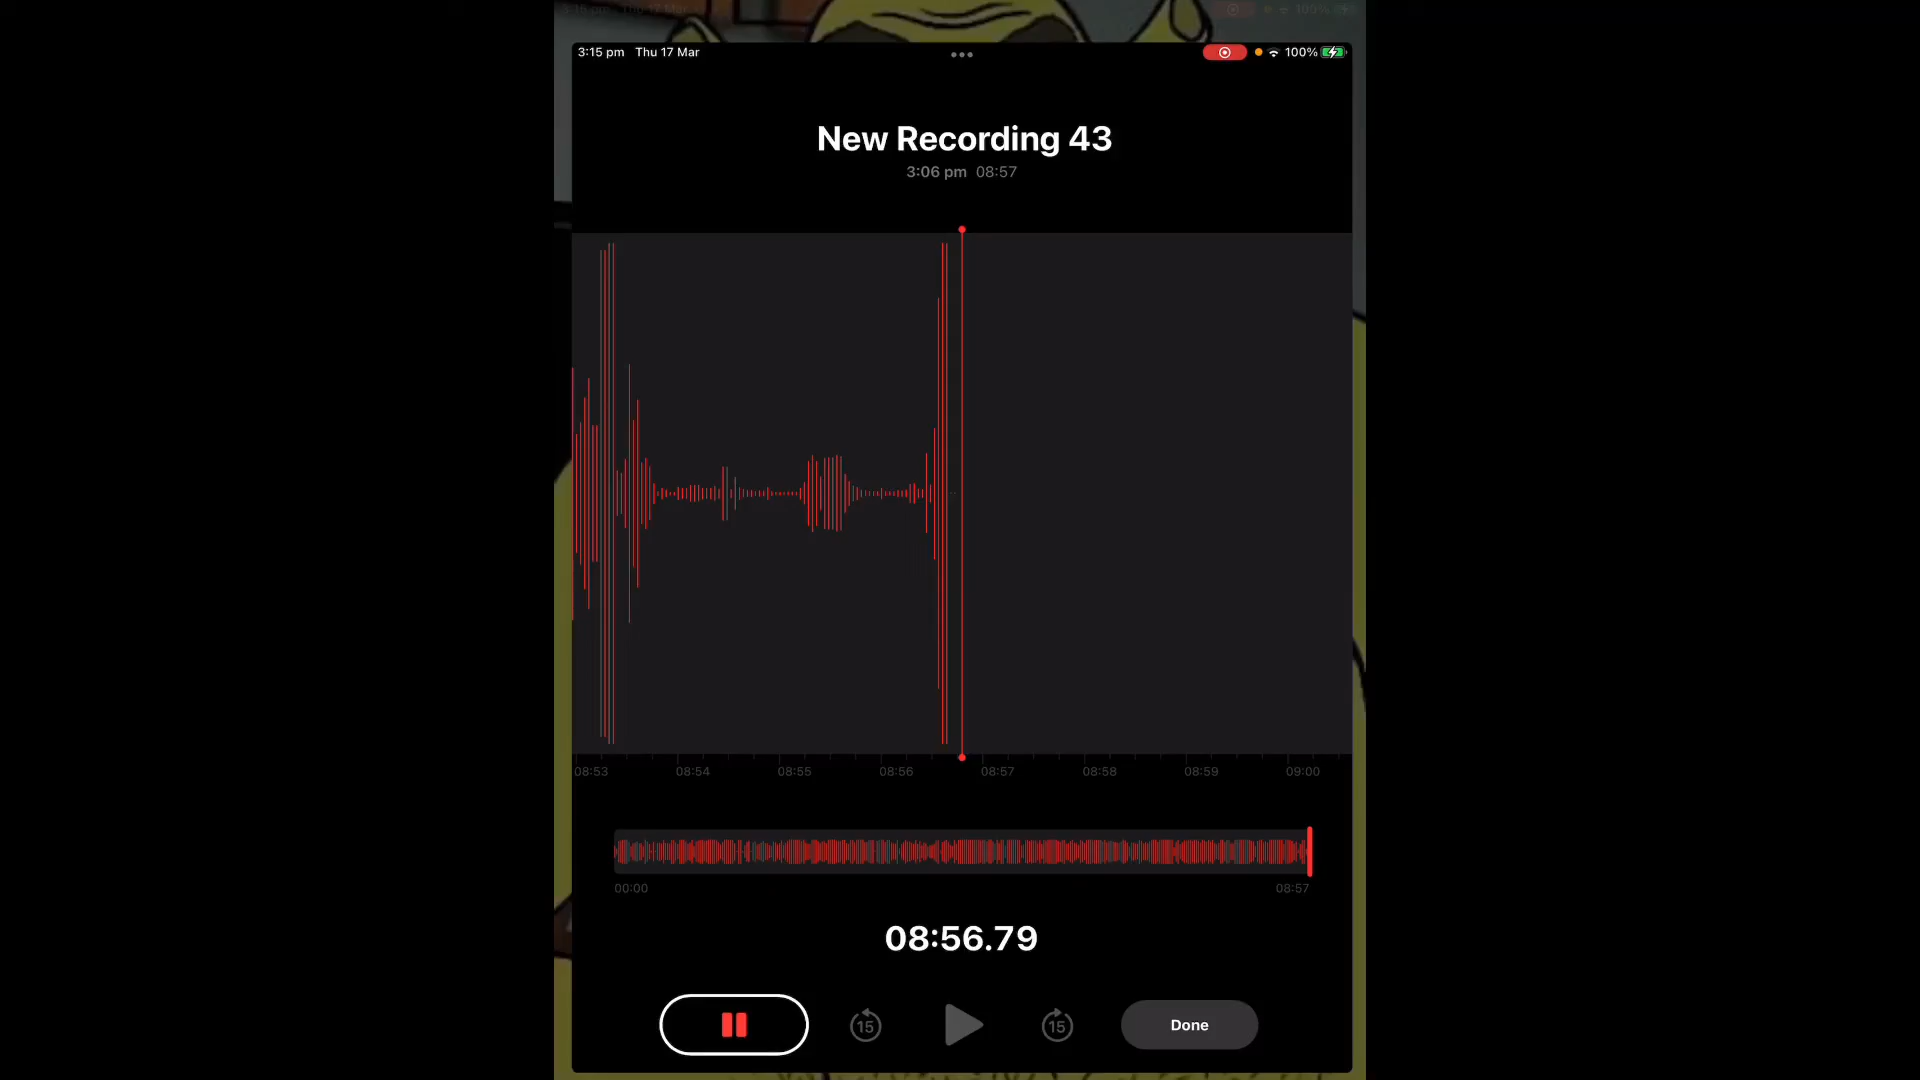 3:15 pm Thu 17 Mar
100%
New Recording 43
3:06 pm 08:57
08:53 08:54 08:55 08:56 08:57 08:58 08:59 09:00
00:00 08:57
08:56.79
15 15 Done